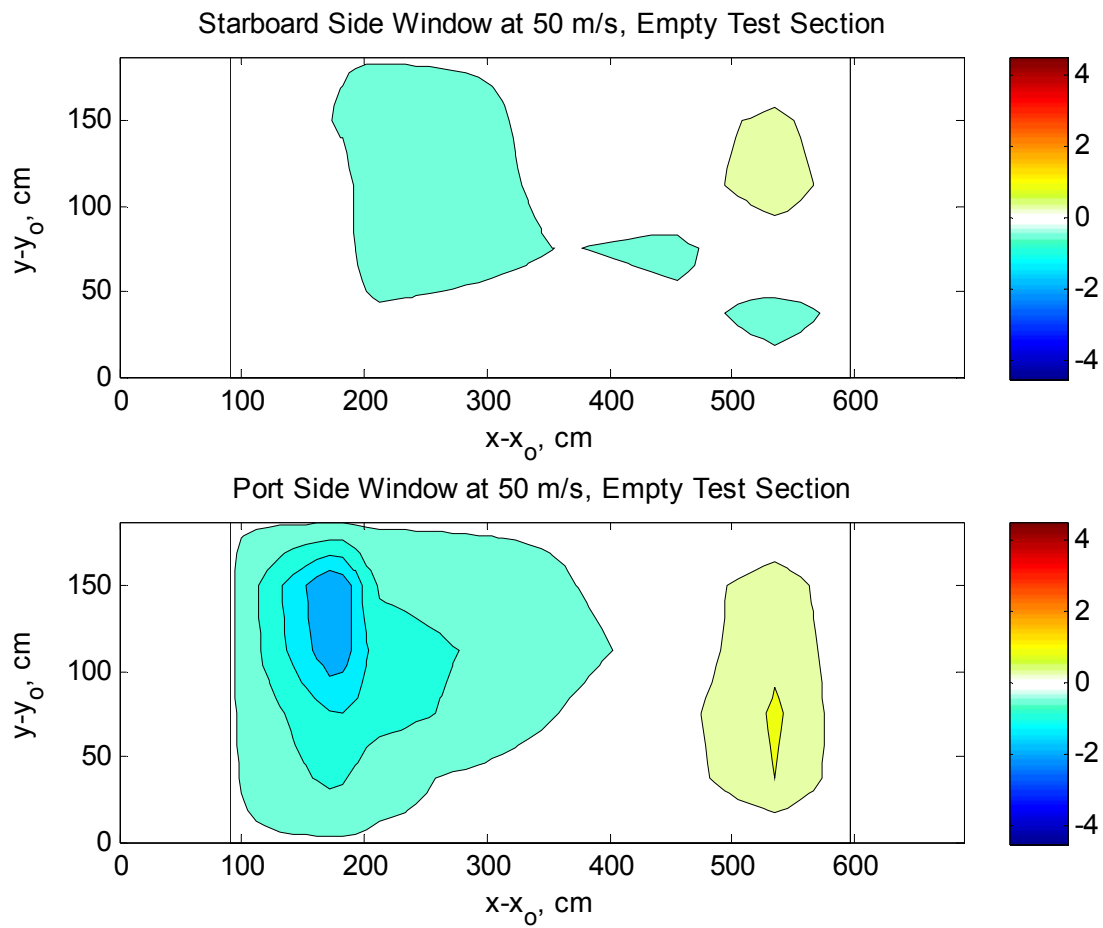 Starboard Side Window at 50 m/s, Empty Test Section
150
100
50
0
y-yo, cm
0 100 200 300 400 500 600
x-xo, cm
4
2
0
-2
-4
Port Side Window at 50 m/s, Empty Test Section
150
100
50
0
y-yo, cm
0 100 200 300 400 500 600
x-xo, cm
4
2
0
-2
-4